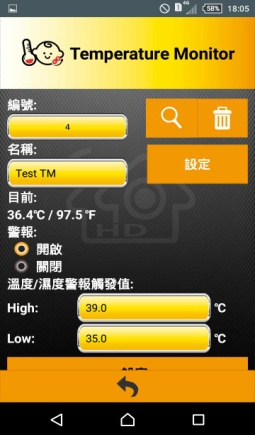 4G 58% 18:05
Temperature Monitor
編號:
4
名稱:
Test TM
設定
目前:
36.4℃ / 97.5 ℉
HD
警報:
開啟
關閉
溫度/濕度警報觸發值:
High: 39.0 ℃
Low: 35.0 ℃